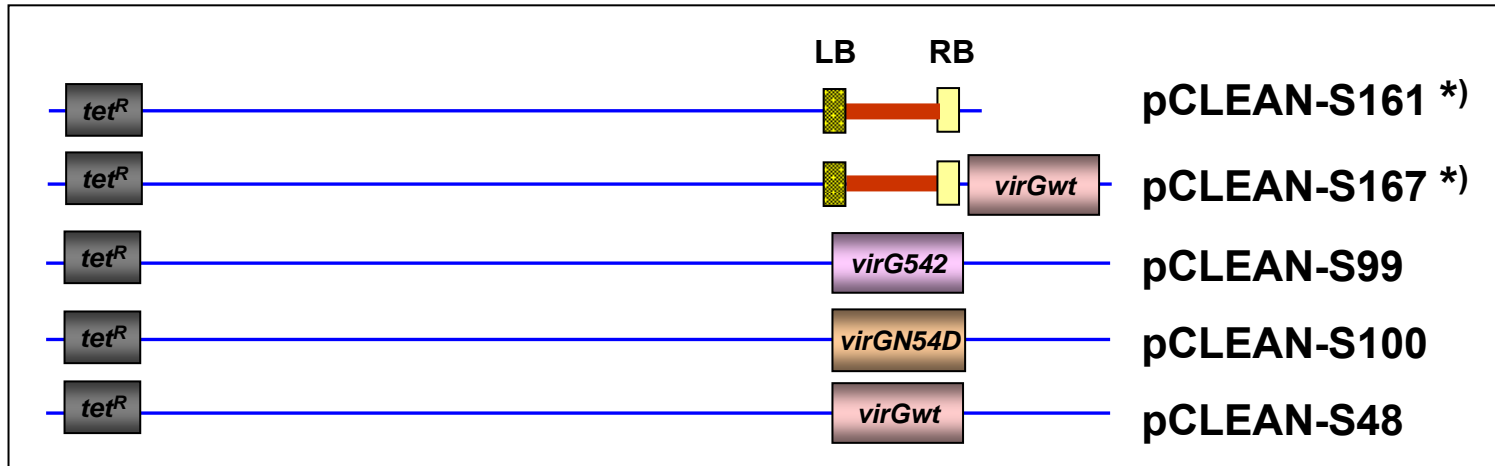 LB RB
tetR pCLEAN-S161 *)
tetR virGwt pCLEAN-S167 *)
tetR virG542 pCLEAN-S99
tetR virGN54D pCLEAN-S100
tetR virGwt pCLEAN-S48